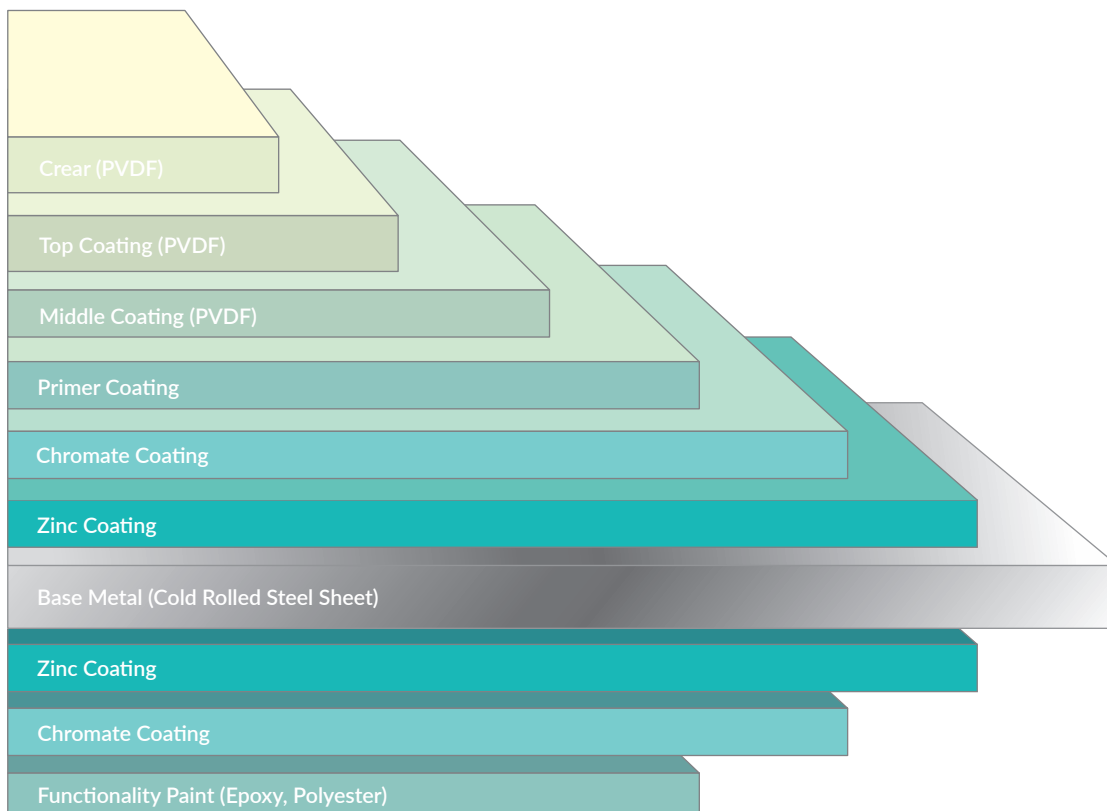 Crear (PVDF)
Top Coating (PVDF)
Middle Coating (PVDF)
Primer Coating
Chromate Coating
Zinc Coating
Base Metal (Cold Rolled Steel Sheet)
Zinc Coating
Chromate Coating
Functionality Paint (Epoxy, Polyester)